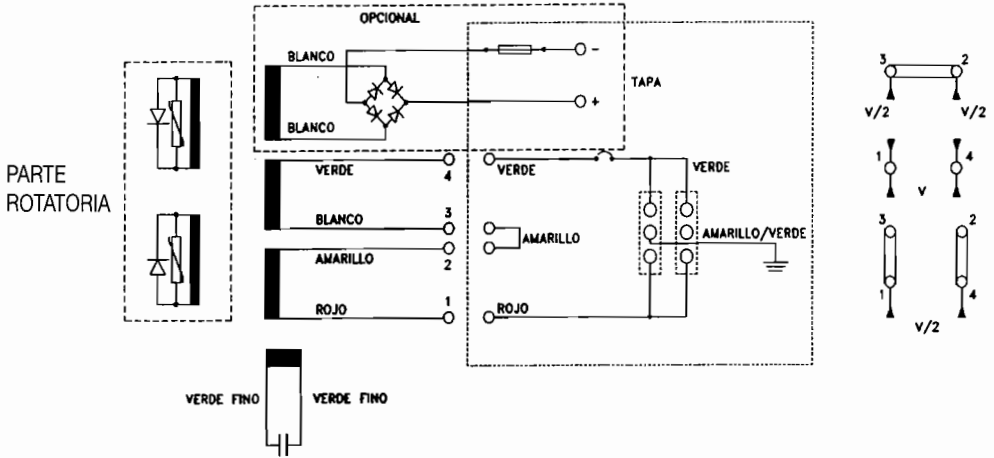 OPCIONAL
BLANCO
-
TAPA
+
BLANCO
3 2
V/2 V/2
PARTE
ROTATORIA
VERDE
4
VERDE
VERDE
1 4
V
BLANCO
3
AMARILLO
AMARILLO/VERDE
AMARILLO
2
3 2
ROJO
1
ROJO
1 4
V/2
VERDE FINO VERDE FINO